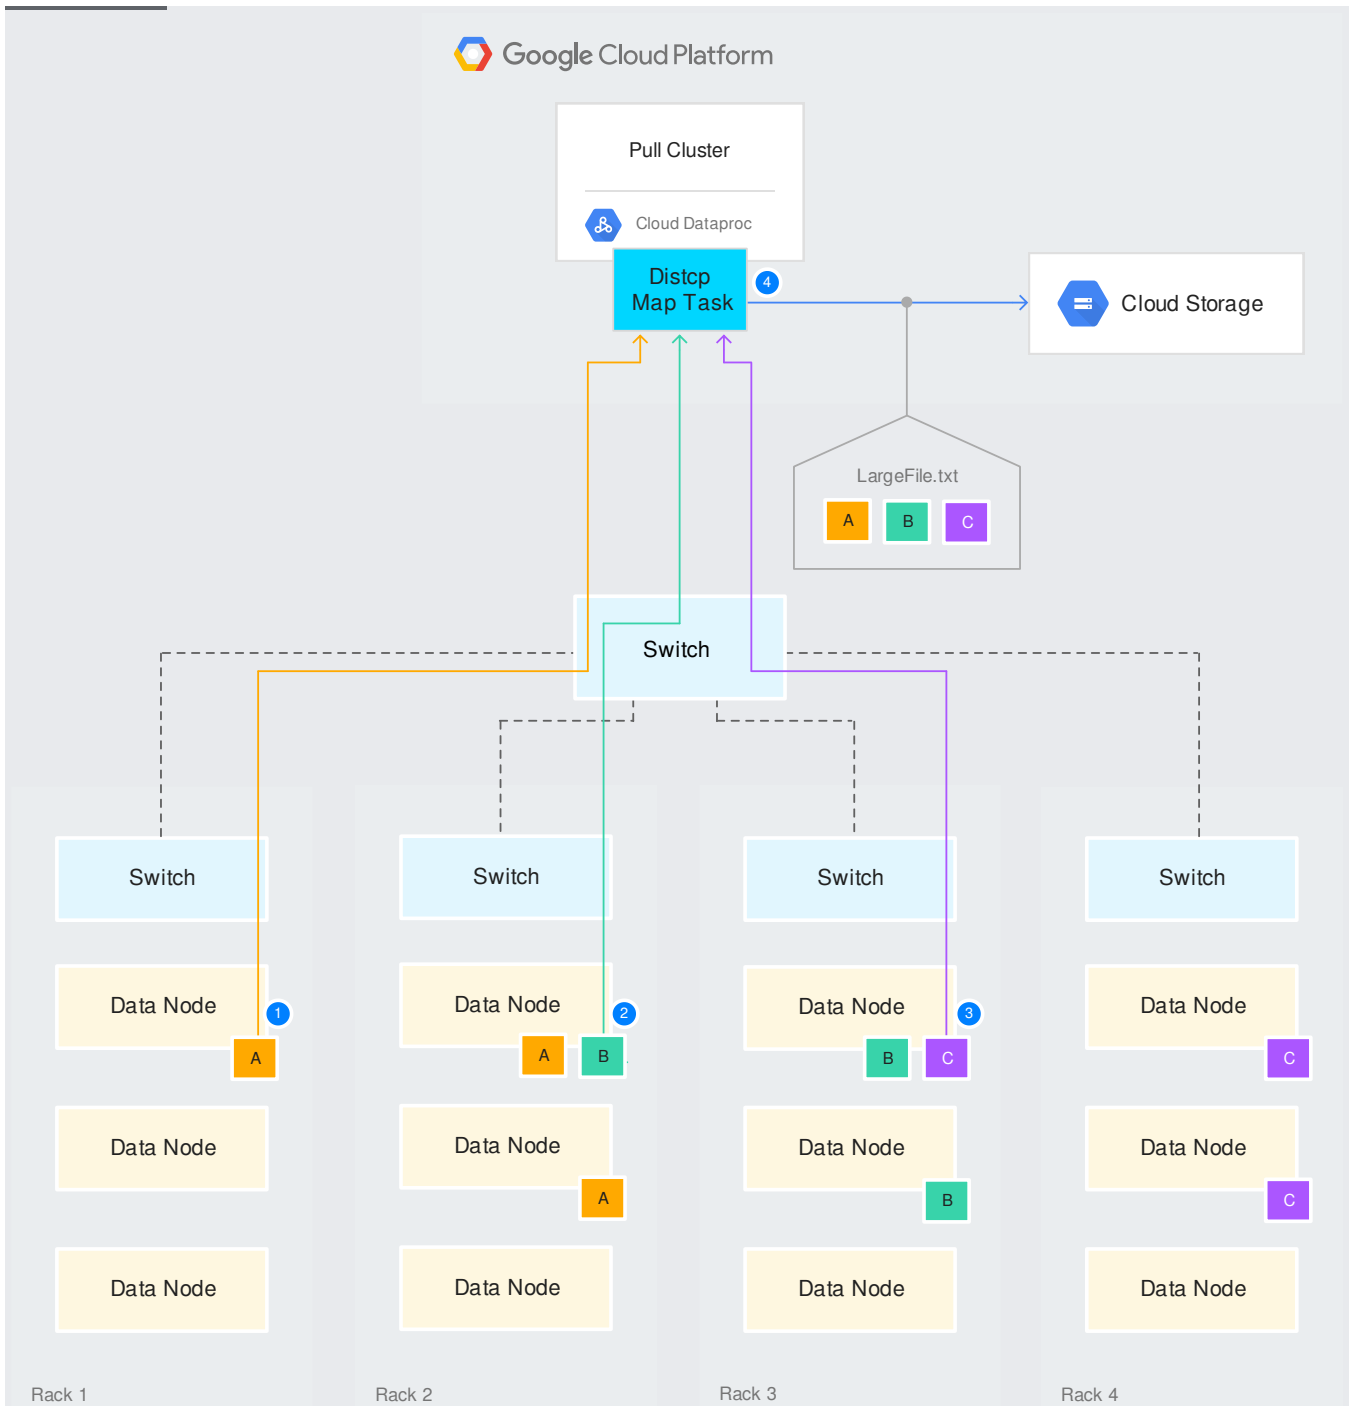 Google Cloud Platform
Pull Cluster
Cloud Dataproc
Distcp
Map Task
4
Cloud Storage
LargeFile.txt
A B C
Switch
Switch Switch Switch Switch
Data Node 1 Data Node 2 Data Node 3 Data Node
A A B B C C
Data Node Data Node Data Node Data Node
A B C
Data Node Data Node Data Node Data Node
Rack 1 Rack 2 Rack 3 Rack 4